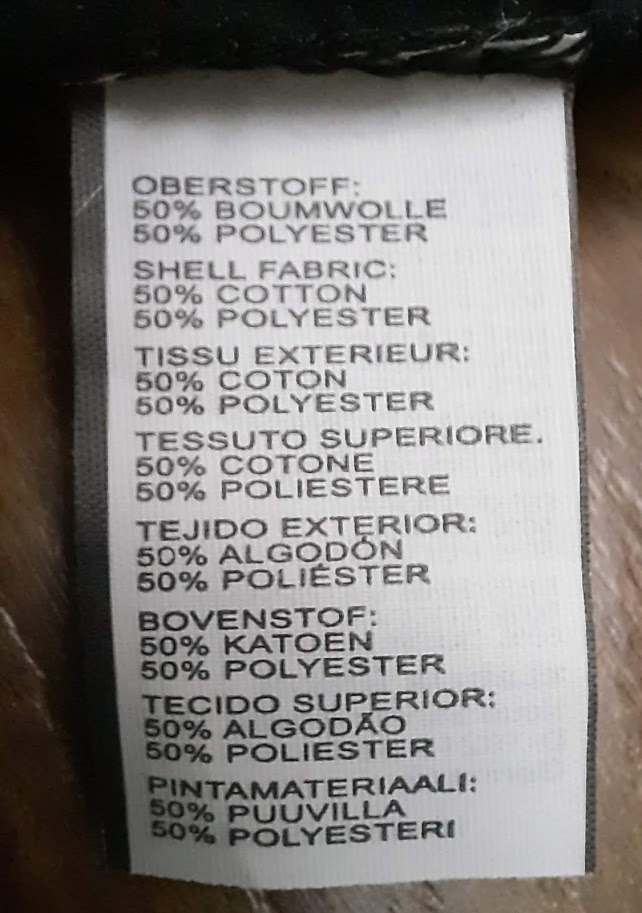 OBERSTOFF:
50% BOUMWOLLE
50% POLYESTER
SHELL FABRIC:
50% COTTON
50% POLYESTER
TISSU EXTERIEUR:
50% COTON
50% POLYESTER
TESSUTO SUPERIORE.
50% COTONE
50% POLIESTERE
TEJIDO EXTERIOR:
50% ALGODÓN
50% POLIÉSTER
BOVENSTOF:
50% KATOEN
50% POLYESTER
TECIDO SUPERIOR:
50% ALGODÃO
50% POLIESTER
PINTAMATERIAALI:
50% PUUVILLA
50% POLYESTERI